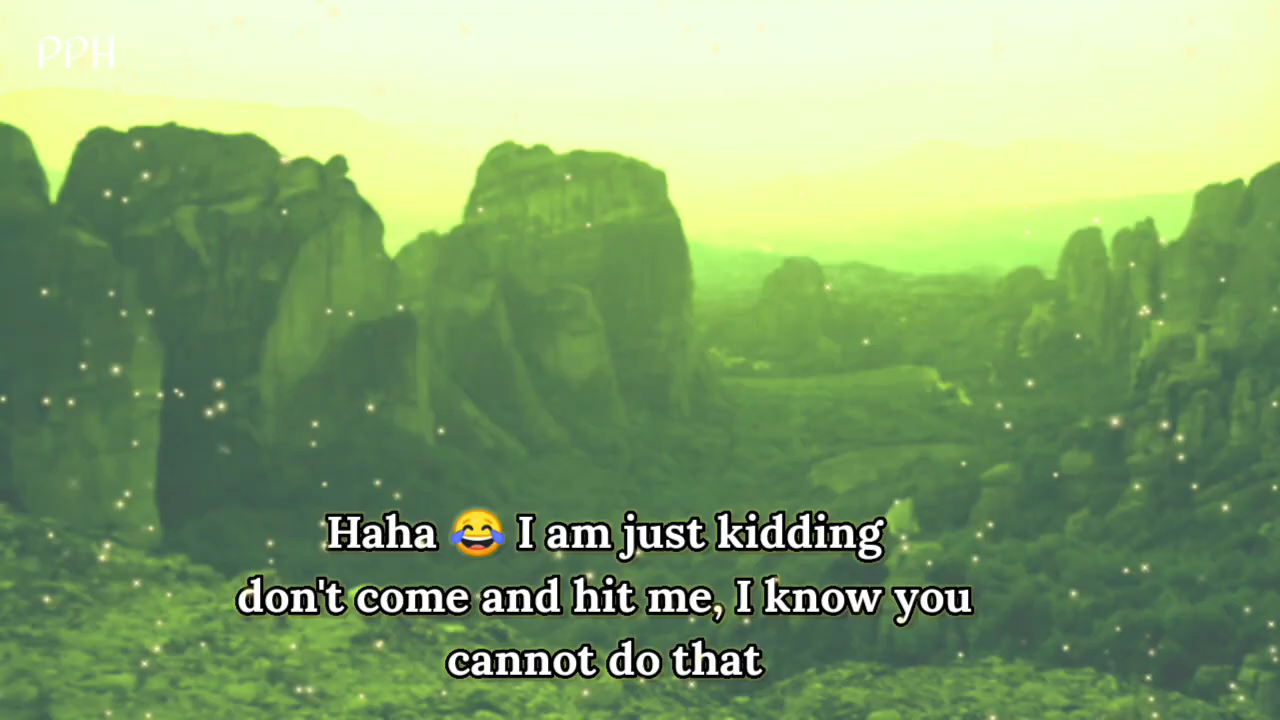 PPH
Haha 😂 I am just kidding
don't come and hit me, I know you
cannot do that